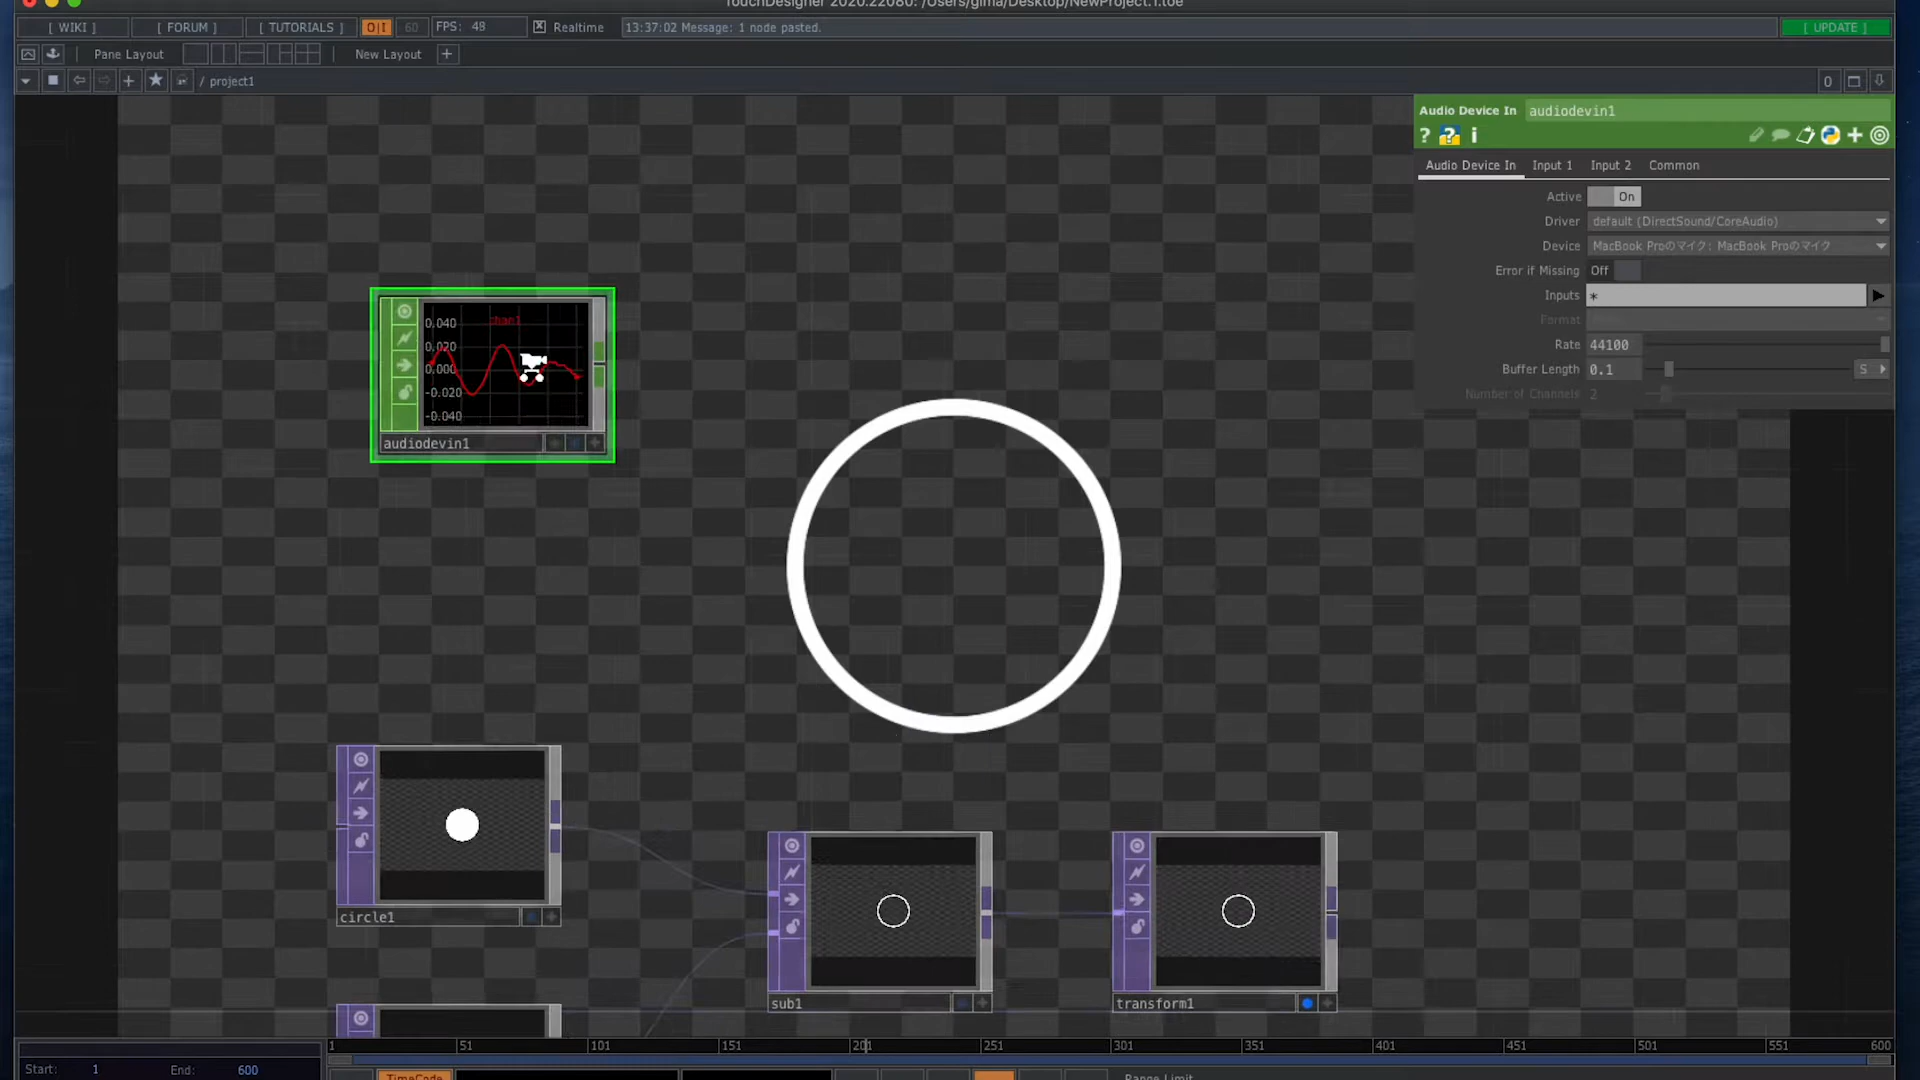 TouchDesigner 2020.22080: /Users/gima/Desktop/NewProject.1.toe
[ WIKI ] [ FORUM ] [ TUTORIALS ] O|I 60 FPS: 48 Realtime 13:37:02 Message: 1 node pasted. [ UPDATE ]
Pane Layout New Layout +
/ project1 0
Audio Device In audiodevin1
? ? i
Audio Device In Input 1 Input 2 Common
Active On
Driver default (DirectSound/CoreAudio)
Device MacBook Proのマイク: MacBook Proのマイク
Error if Missing Off
Inputs *
Format
Rate 44100
Buffer Length 0.1 S
Number of Channels 2
chan1
0.040
0.020
0.000
-0.020
-0.040
audiodevin1
circle1
sub1
transform1
1 51 101 151 201 251 301 351 401 451 501 551 600
Start: 1 End: 600
TimeCode
Range Limit